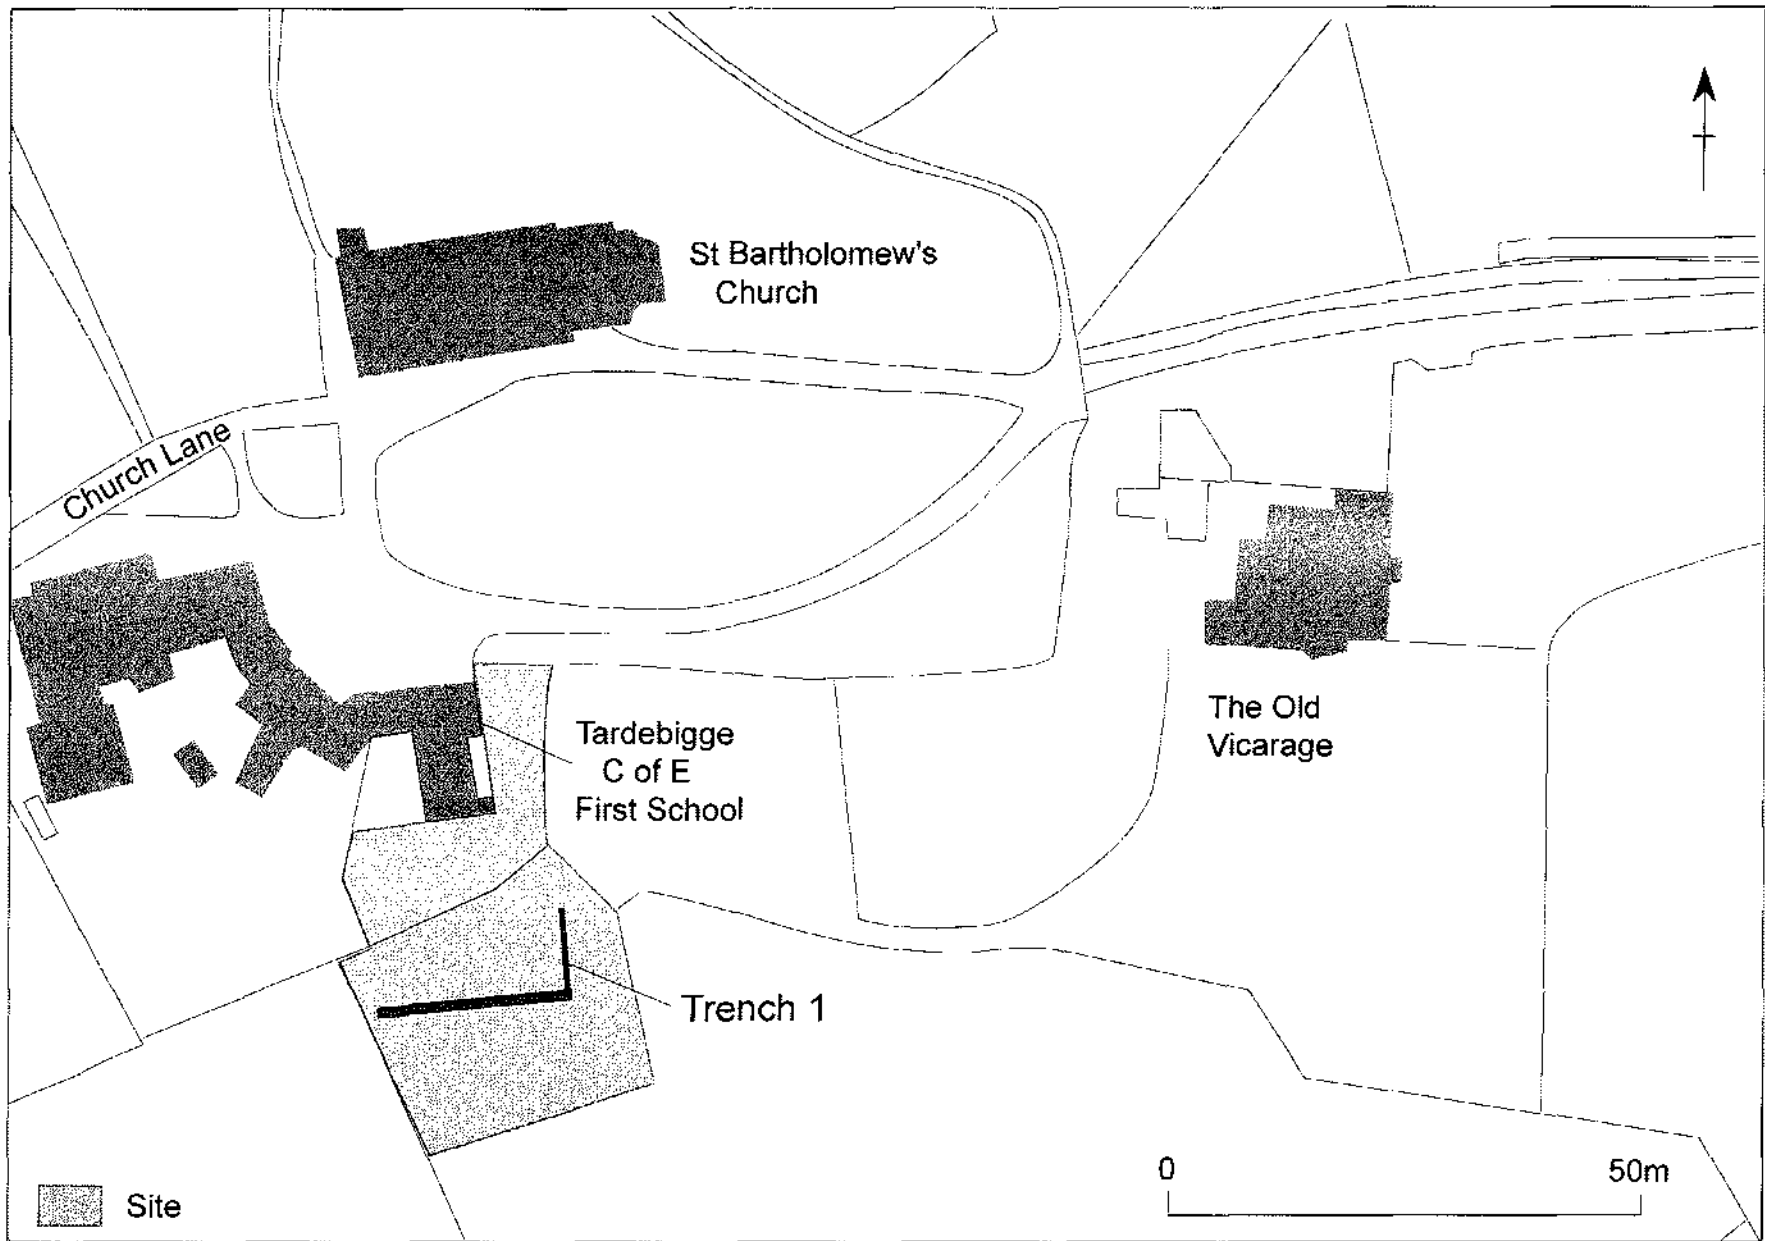 St Bartholomew's
Church
Church Lane
Tardebigge
C of E
First School
The Old
Vicarage
Trench 1
0 50m
Site